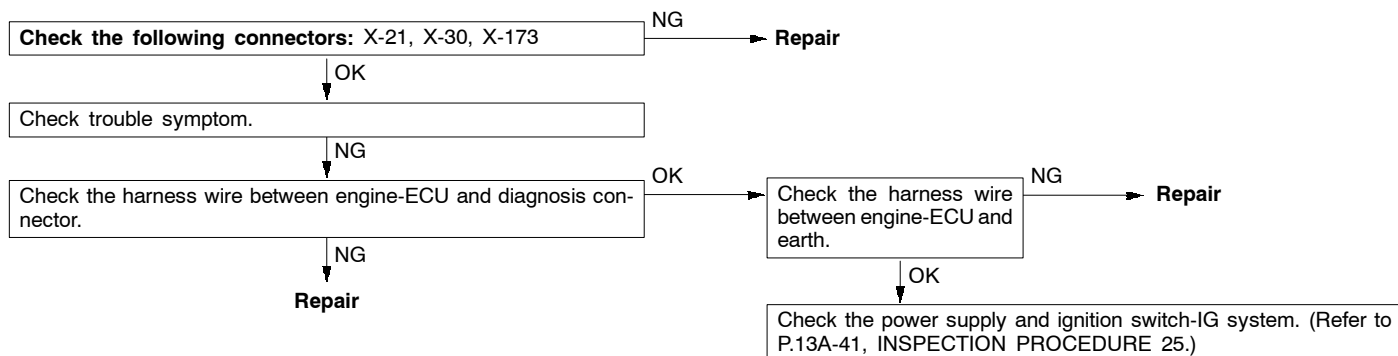 NG
Check the following connectors: X-21, X-30, X-173
Repair
OK
Check trouble symptom.
NG
Check the harness wire between engine-ECU and diagnosis con-
nector.
OK
Check the harness wire
between engine-ECU and
earth.
NG
Repair
NG
Repair
OK
Check the power supply and ignition switch-IG system. (Refer to
P.13A-41, INSPECTION PROCEDURE 25.)